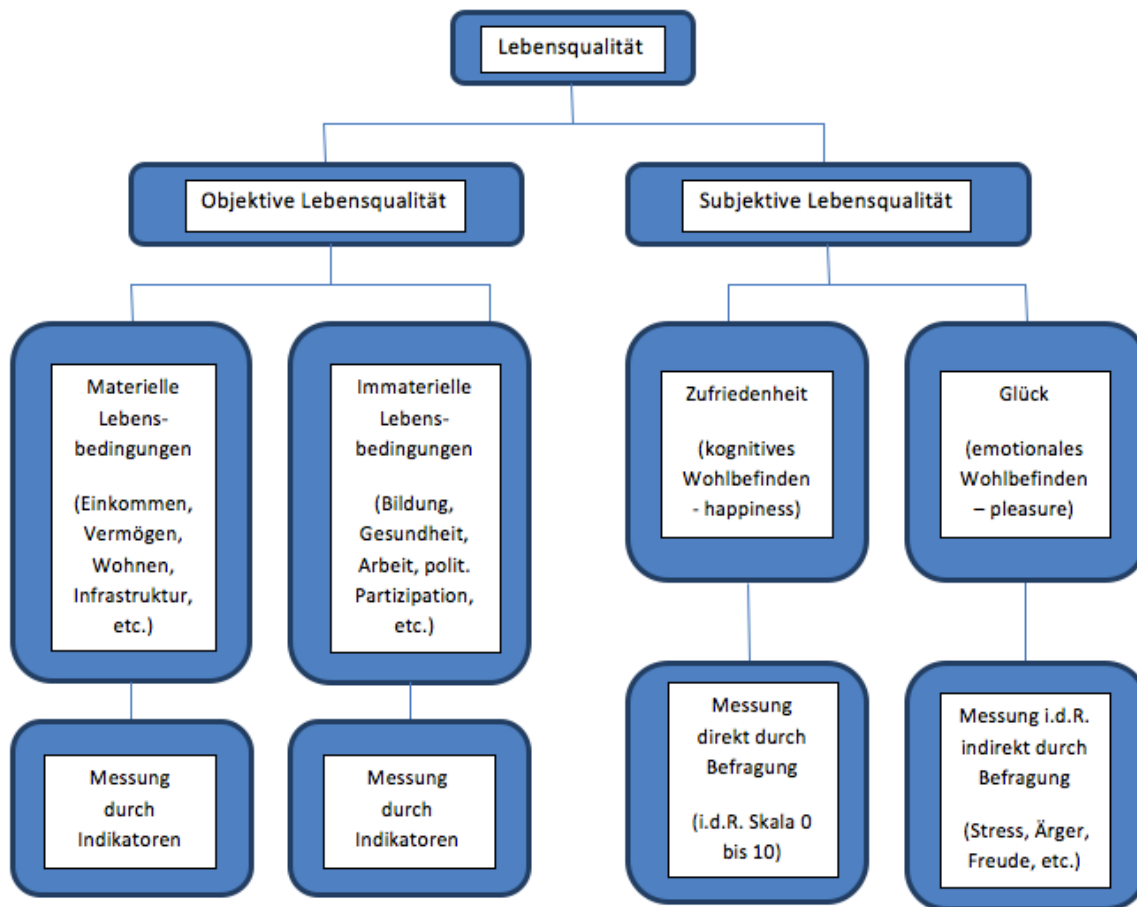 Lebensqualität
Objektive Lebensqualität
Subjektive Lebensqualität
Materielle
Lebens-
bedingungen
(Einkommen,
Vermögen,
Wohnen,
Infrastruktur,
etc.)
Immaterielle
Lebens-
bedingungen
(Bildung,
Gesundheit,
Arbeit, polit.
Partizipation,
etc.)
Zufriedenheit
(kognitives
Wohlbefinden
- happiness)
Glück
(emotionales
Wohlbefinden
– pleasure)
Messung
durch
Indikatoren
Messung
durch
Indikatoren
Messung
direkt durch
Befragung
(i.d.R. Skala 0
bis 10)
Messung i.d.R.
indirekt durch
Befragung
(Stress, Ärger,
Freude, etc.)